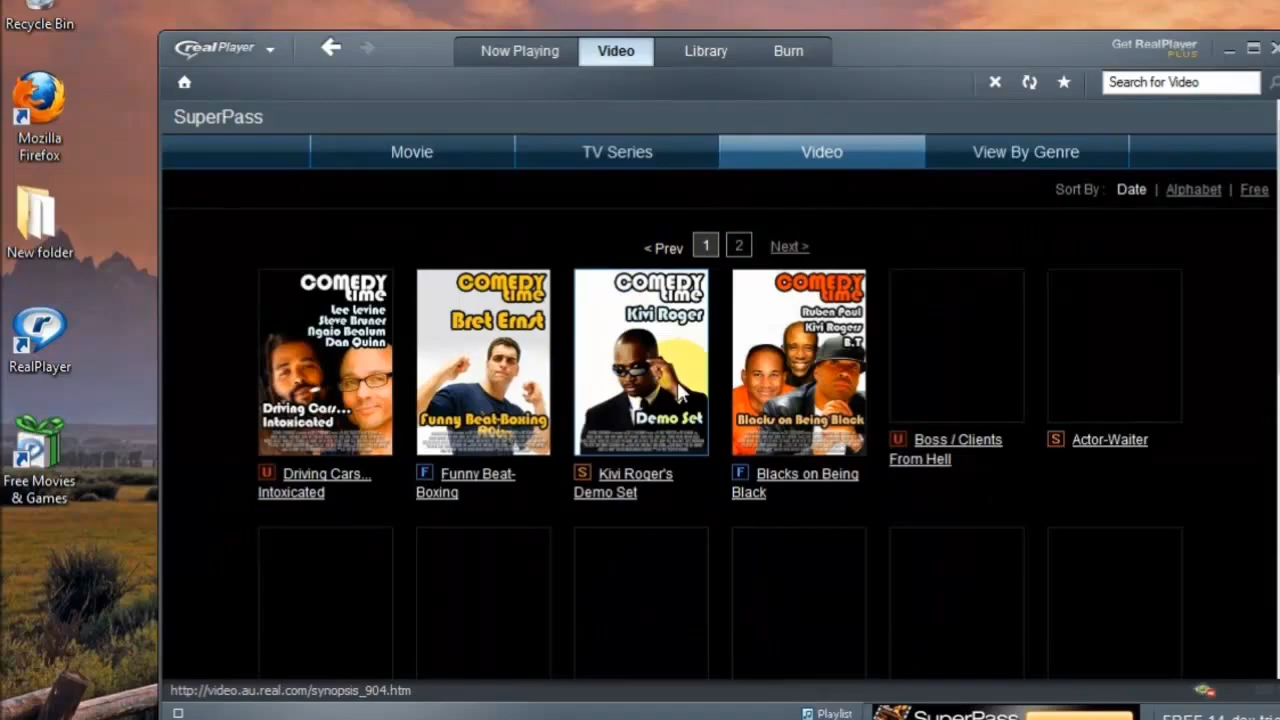 Recycle Bin
Mozilla
Firefox
New folder
RealPlayer
Free Movies
& Games
realPlayer
Now Playing
Video
Library
Burn
Get RealPlayer
PLUS
Search for Video
SuperPass
Movie
TV Series
Video
View By Genre
Sort By : Date | Alphabet | Free
< Prev 1 2 Next >
COMEDY
time
Lee Levine
Steve Bruner
Ngaio Bealum
Dan Quinn
Driving Cars...
Intoxicated
COMEDY
time
Bret Ernst
Funny Beat-Boxing
COMEDY
time
Kivi Roger
Demo Set
COMEDY
time
Ruben Paul
Kivi Rogers
B.T
Blacks on Being Black
U Driving Cars...
Intoxicated
F Funny Beat-
Boxing
S Kivi Roger's
Demo Set
F Blacks on Being
Black
U Boss / Clients
From Hell
S Actor-Waiter
http://video.au.real.com/synopsis_904.htm
Playlist
SuperPass
FREE 14-day